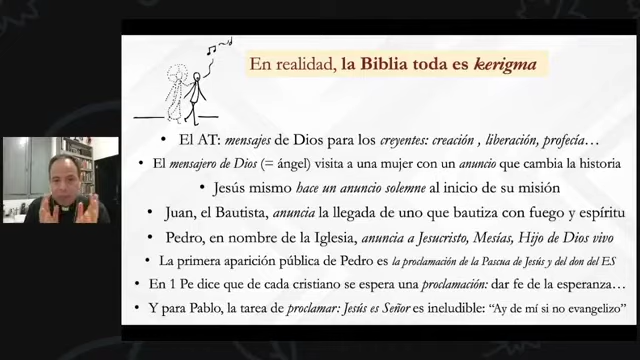 En realidad, la Biblia toda es kerigma
• El AT: mensajes de Dios para los creyentes: creación , liberación, profecía…
• El mensajero de Dios (= ángel) visita a una mujer con un anuncio que cambia la historia
• Jesús mismo hace un anuncio solemne al inicio de su misión
• Juan, el Bautista, anuncia la llegada de uno que bautiza con fuego y espíritu
• Pedro, en nombre de la Iglesia, anuncia a Jesucristo, Mesías, Hijo de Dios vivo
• La primera aparición pública de Pedro es la proclamación de la Pascua de Jesús y del don del ES
• En 1 Pe dice que de cada cristiano se espera una proclamación: dar fe de la esperanza…
• Y para Pablo, la tarea de proclamar: Jesús es Señor es ineludible: “Ay de mí si no evangelizo”